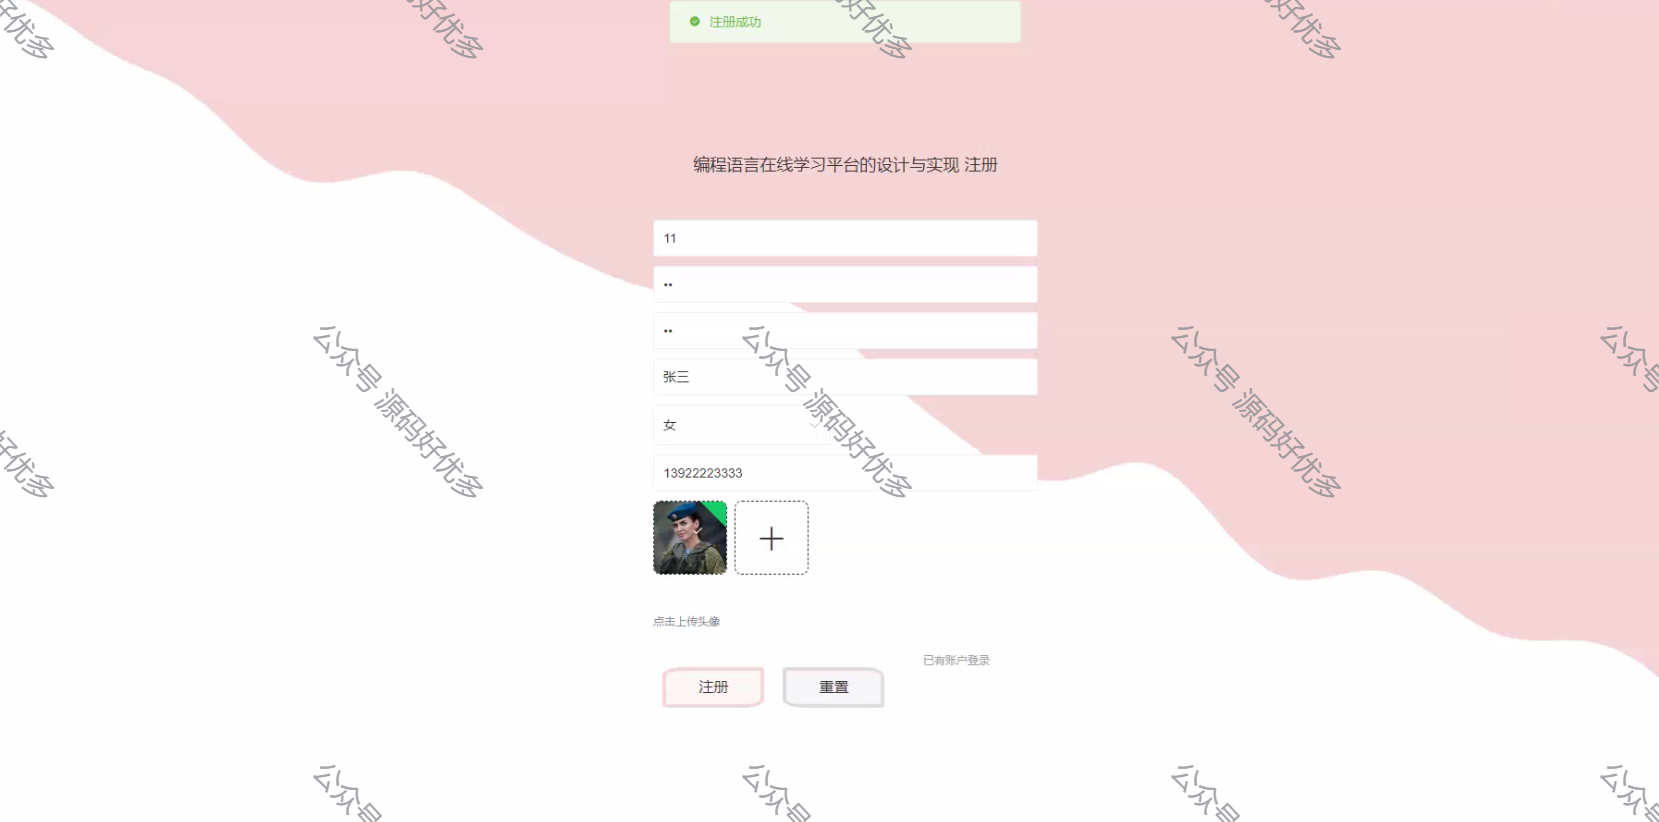 注册成功
编程语言在线学习平台的设计与实现 注册
11
••
••
张三
女
13922223333
点击上传头像
已有账户登录
注册
重置
好优多
好优多
好优多
好优多
公众号 源码好优多
公众号 源码好优多
公众号 源码好优多
公众号
好优多
公众号
公众号
公众号
公众号